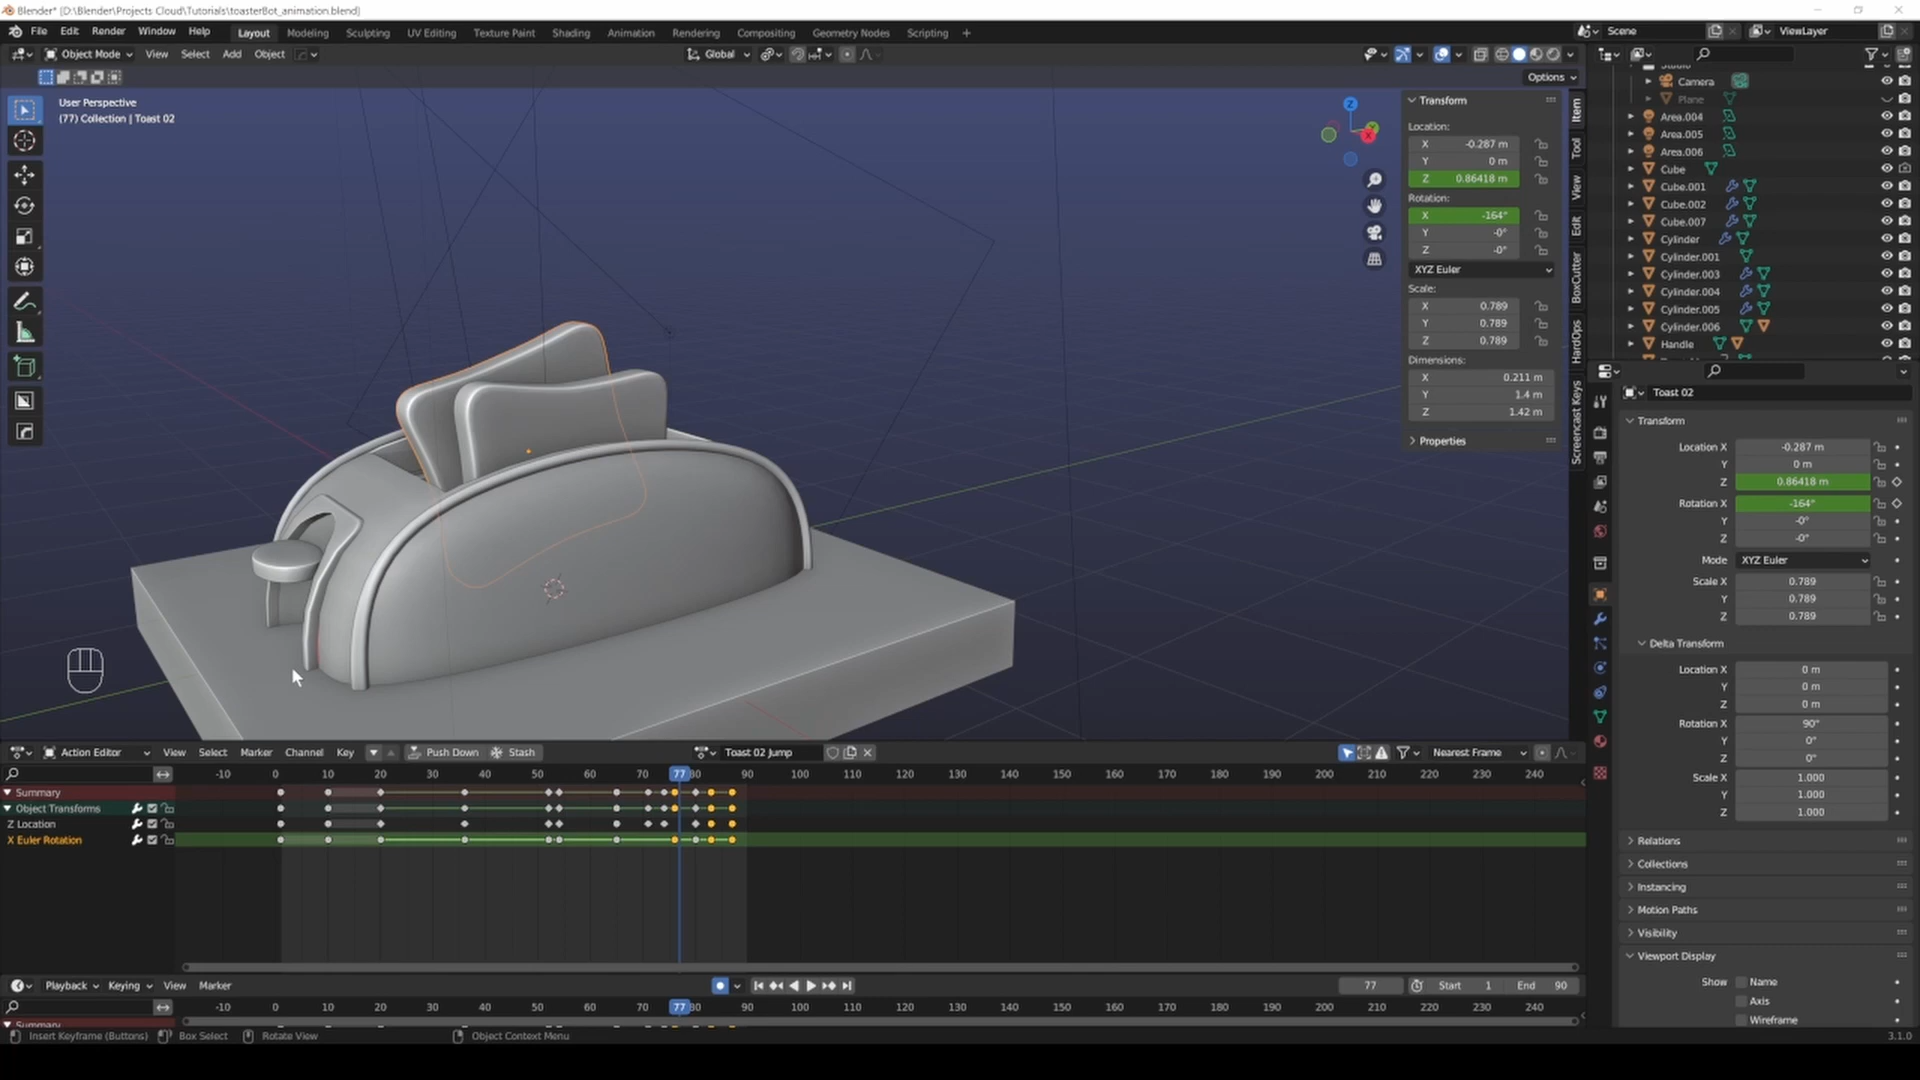 Blender* [D:\Blender\Projects Cloud\Tutorials\toasterBot_animation.blend]
File Edit Render Window Help Layout Modeling Sculpting UV Editing Texture Paint Shading Animation Rendering Compositing Geometry Nodes Scripting + Scene ViewLayer
Object Mode View Select Add Object Global
Options
User Perspective
(77) Collection | Toast 02
Z
X
Transform
Location:
X -0.287 m
Y 0 m
Z 0.86418 m
Rotation:
X -164°
Y -0°
Z -0°
XYZ Euler
Scale:
X 0.789
Y 0.789
Z 0.789
Dimensions:
X 0.211 m
Y 1.4 m
Z 1.42 m
Properties
Item
Tool
View
Edit
BoxCutter
HardOps
Screencast Keys
Camera
Plane
Area.004
Area.005
Area.006
Cube
Cube.001
Cube.002
Cube.007
Cylinder
Cylinder.001
Cylinder.003
Cylinder.004
Cylinder.005
Cylinder.006
Handle
Toast 02
Transform
Location X -0.287 m
Y 0 m
Z 0.86418 m
Rotation X -164°
Y -0°
Z -0°
Mode XYZ Euler
Scale X 0.789
Y 0.789
Z 0.789
Delta Transform
Location X 0 m
Y 0 m
Z 0 m
Rotation X 90°
Y 0°
Z 0°
Scale X 1.000
Y 1.000
Z 1.000
Relations
Collections
Instancing
Motion Paths
Visibility
Viewport Display
Show Name
Axis
Wireframe
Action Editor View Select Marker Channel Key Push Down Stash Toast 02 Jump Nearest Frame
-10 0 10 20 30 40 50 60 70 77 80 90 100 110 120 130 140 150 160 170 180 190 200 210 220 230 240
Summary
Object Transforms
Z Location
X Euler Rotation
Playback Keying View Marker 77 Start 1 End 90
-10 0 10 20 30 40 50 60 70 77 80 90 100 110 120 130 140 150 160 170 180 190 200 210 220 230 240
Summary
Insert Keyframe (Buttons) Box Select Rotate View Object Context Menu 3.1.0